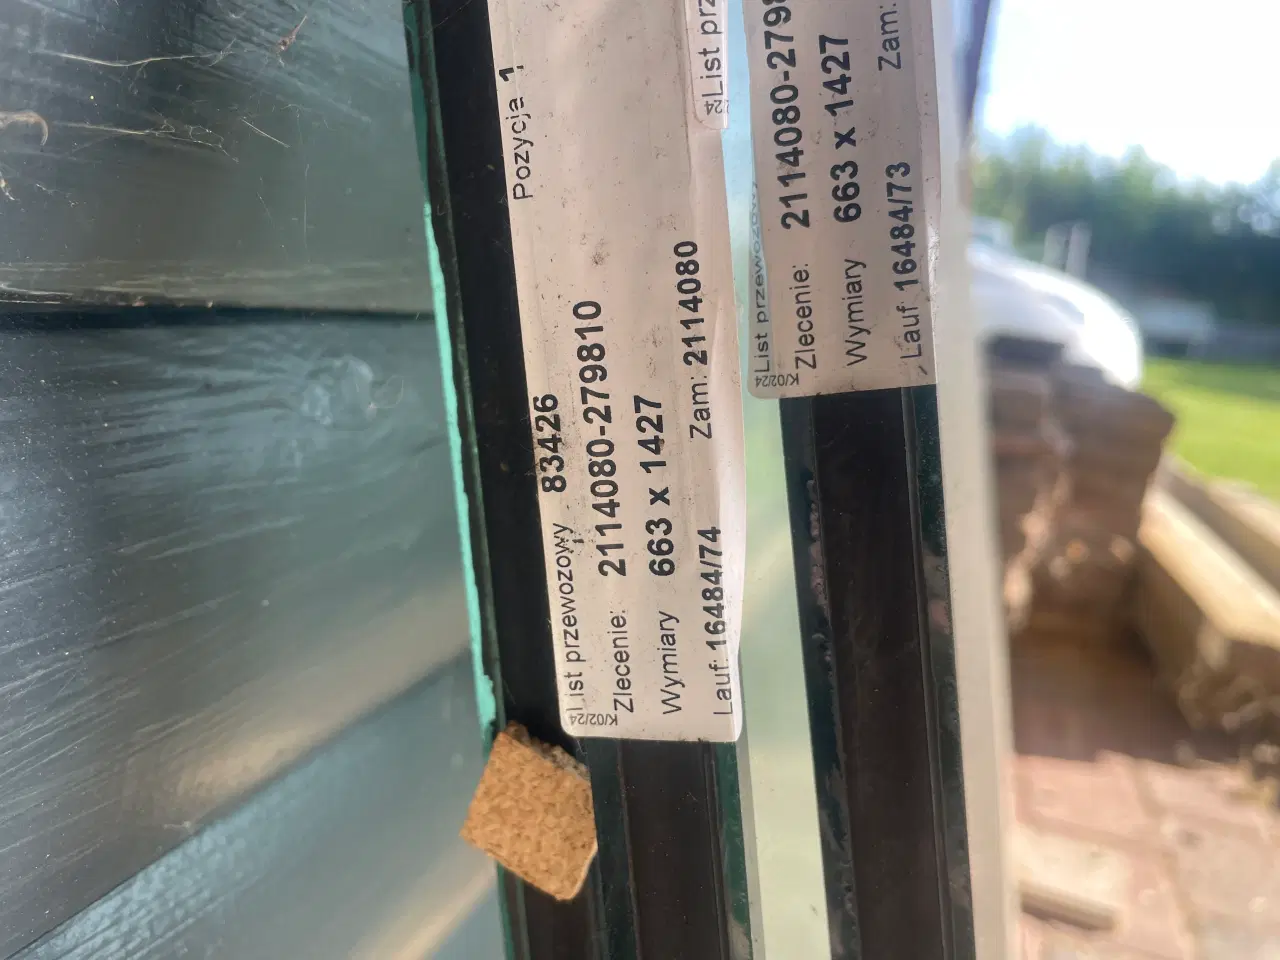 Pozycja 1
List przewozowy 83426
Zlecenie: 2114080-279810
Wymiary 663 x 1427
Lauf: 16484/74 Zam: 2114080
K/02/24
List
List przewozowy
Zlecenie: 2114080-279
Wymiary 663 x 1427
Lauf: 16484/73 Zam:
K/02/24